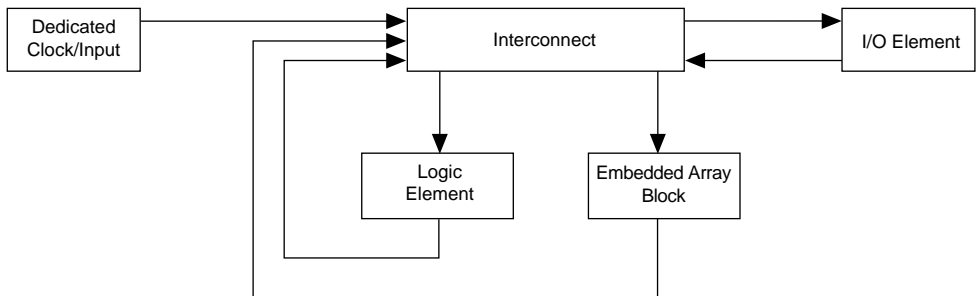 Dedicated
Clock/Input
Interconnect
I/O Element
Logic
Element
Embedded Array
Block